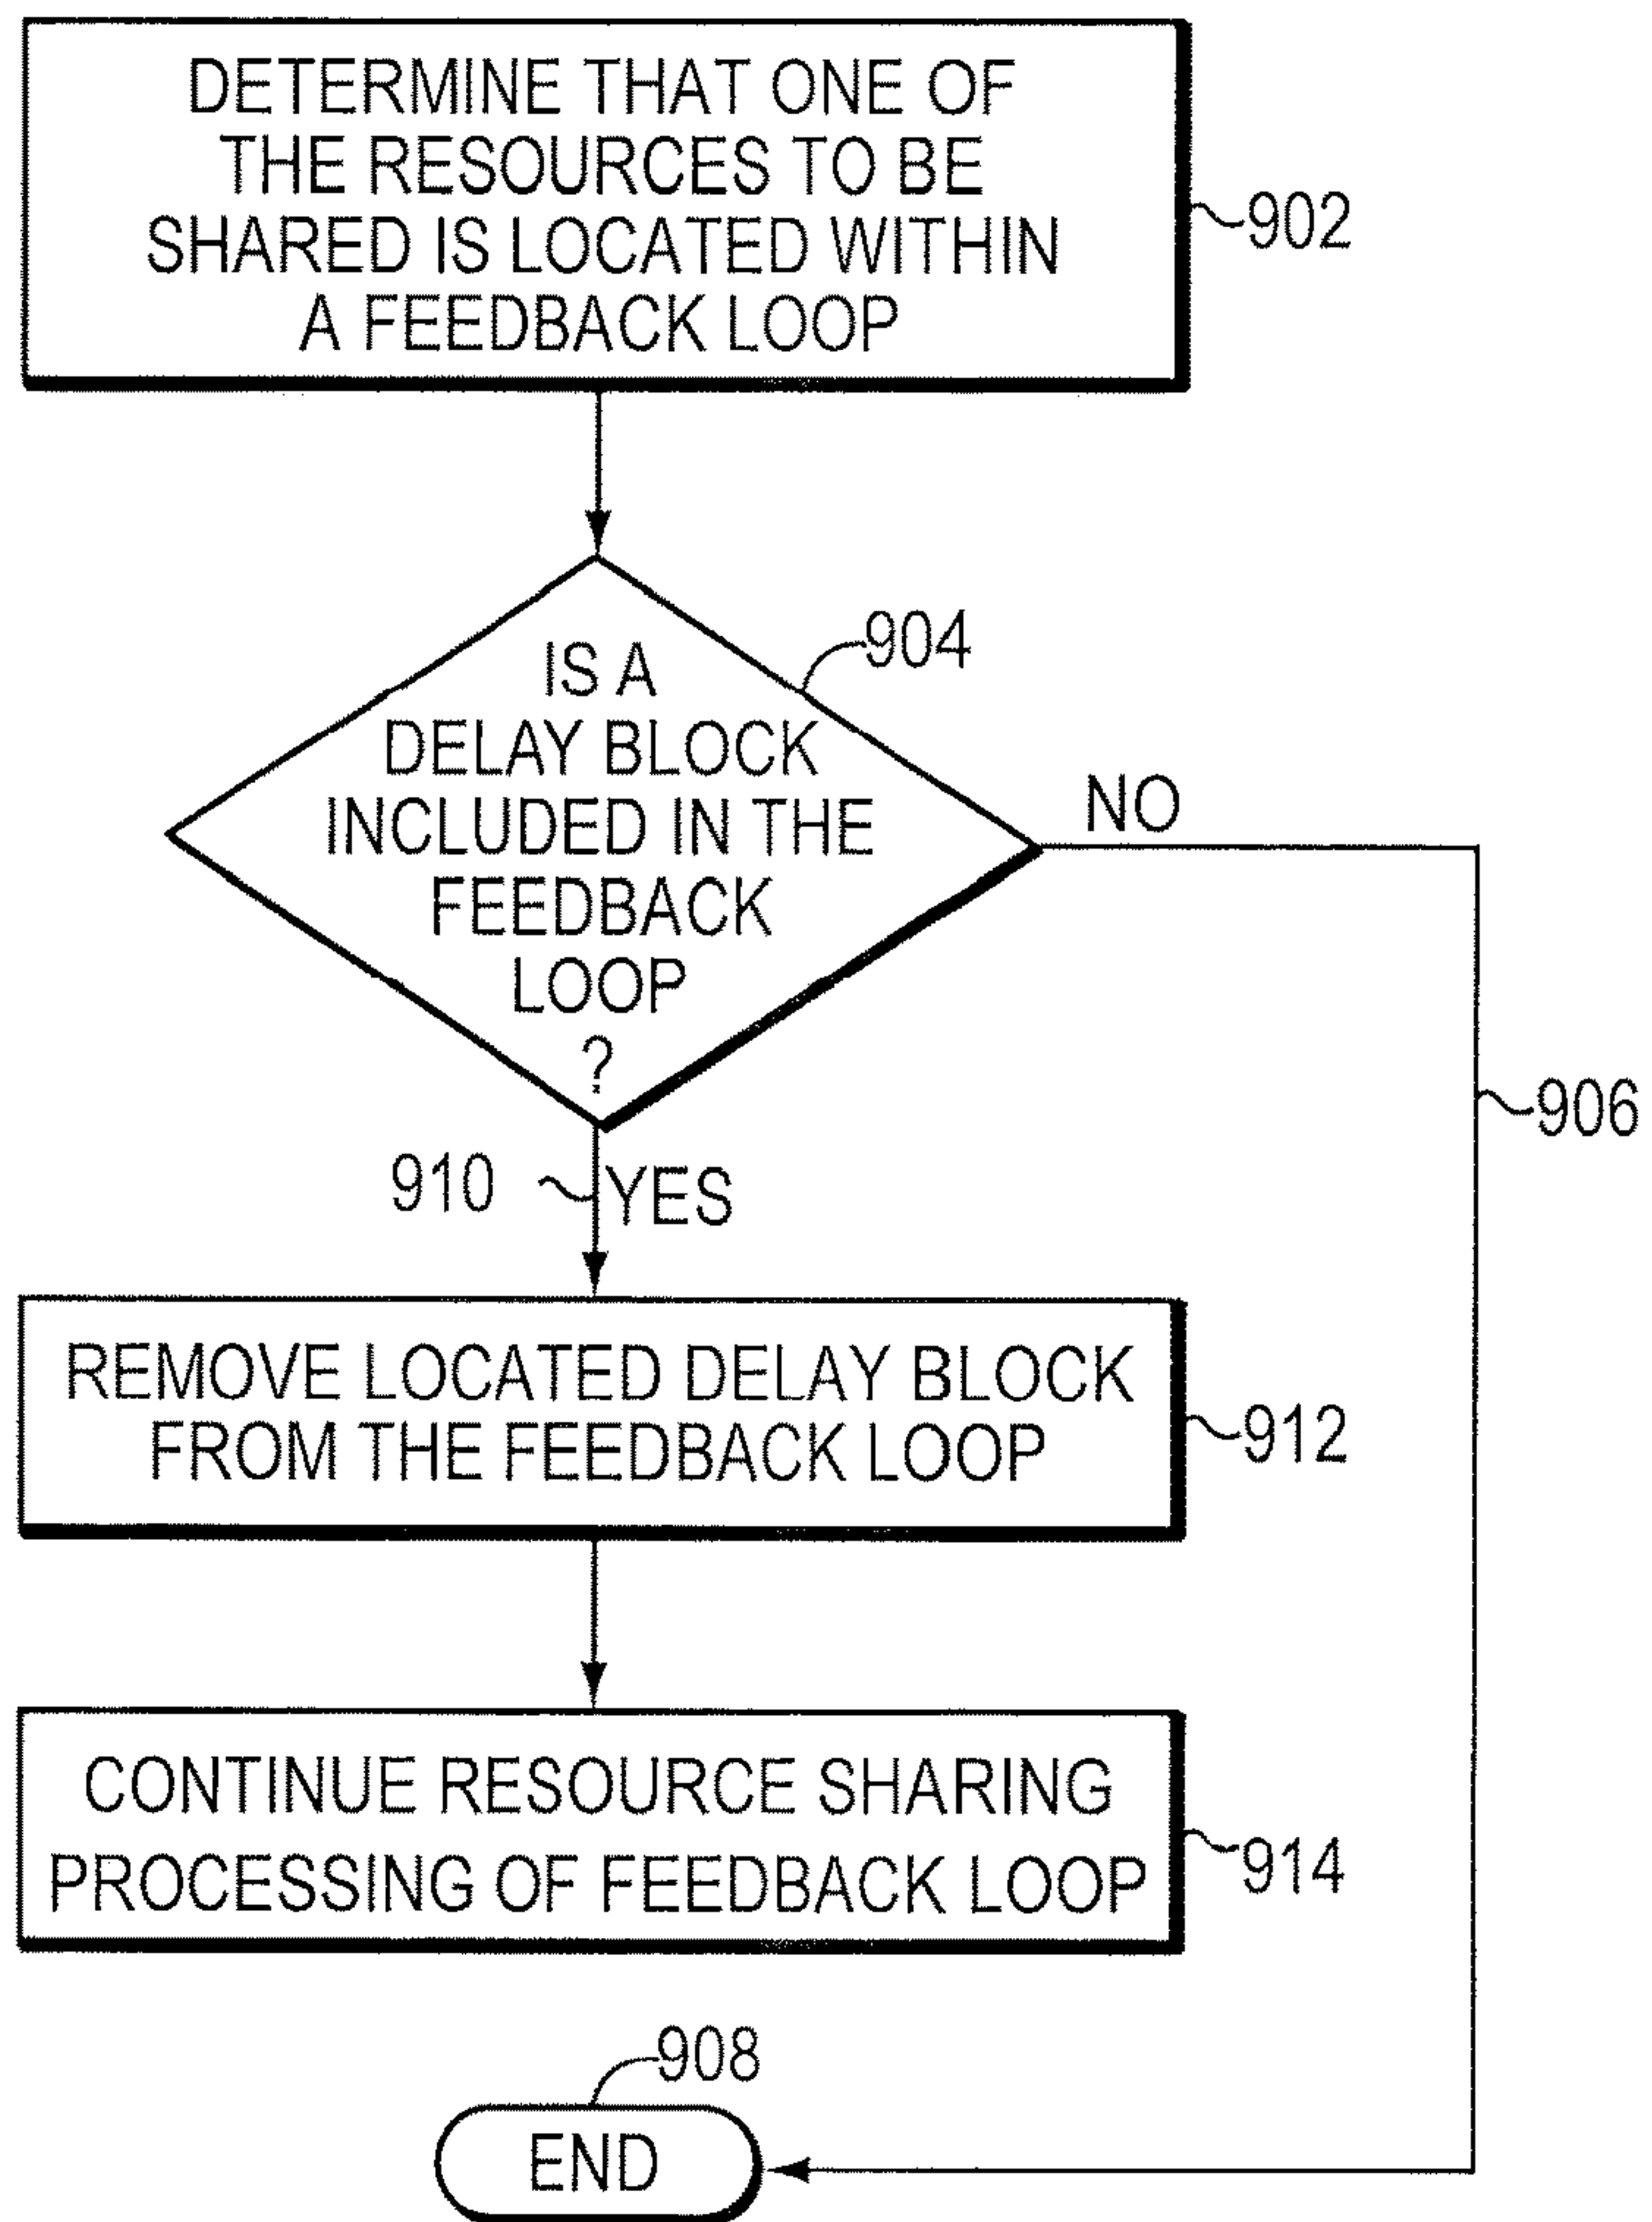 DETERMINE THAT ONE OF
THE RESOURCES TO BE
SHARED IS LOCATED WITHIN
A FEEDBACK LOOP
902
904
IS A
DELAY BLOCK
INCLUDED IN THE
FEEDBACK
LOOP
?
NO
906
910
YES
REMOVE LOCATED DELAY BLOCK
FROM THE FEEDBACK LOOP
912
CONTINUE RESOURCE SHARING
PROCESSING OF FEEDBACK LOOP
914
908
END